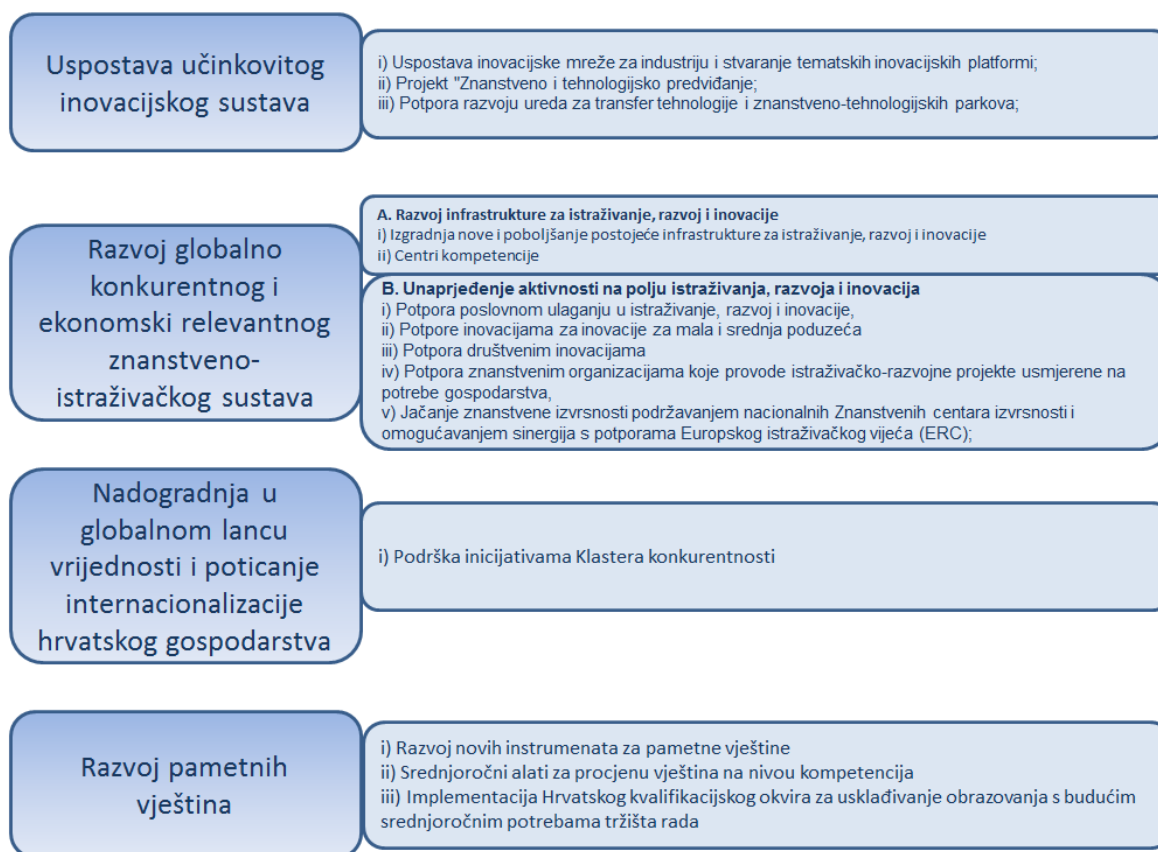 Uspostava učinkovitog
inovacijskog sustava
i) Uspostava inovacijske mreže za industriju i stvaranje tematskih inovacijskih platformi;
ii) Projekt "Znanstveno i tehnologijsko predviđanje;
iii) Potpora razvoju ureda za transfer tehnologije i znanstveno-tehnologijskih parkova;
Razvoj globalno
konkurentnog i
ekonomski relevantnog
znanstveno-
istraživačkog sustava
A. Razvoj infrastrukture za istraživanje, razvoj i inovacije
i) Izgradnja nove i poboljšanje postojeće infrastrukture za istraživanje, razvoj i inovacije
ii) Centri kompetencije
B. Unaprjeđenje aktivnosti na polju istraživanja, razvoja i inovacija
i) Potpora poslovnom ulaganju u istraživanje, razvoj i inovacije,
ii) Potpore inovacijama za inovacije za mala i srednja poduzeća
iii) Potpora društvenim inovacijama
iv) Potpora znanstvenim organizacijama koje provode istraživačko-razvojne projekte usmjerene na
potrebe gospodarstva,
v) Jačanje znanstvene izvrsnosti podržavanjem nacionalnih Znanstvenih centara izvrsnosti i
omogućavanjem sinergija s potporama Europskog istraživačkog vijeća (ERC);
Nadogradnja u
globalnom lancu
vrijednosti i poticanje
internacionalizacije
hrvatskog gospodarstva
i) Podrška inicijativama Klastera konkurentnosti
Razvoj pametnih
vještina
i) Razvoj novih instrumenata za pametne vještine
ii) Srednjoročni alati za procjenu vještina na nivou kompetencija
iii) Implementacija Hrvatskog kvalifikacijskog okvira za usklađivanje obrazovanja s budućim
srednjoročnim potrebama tržišta rada